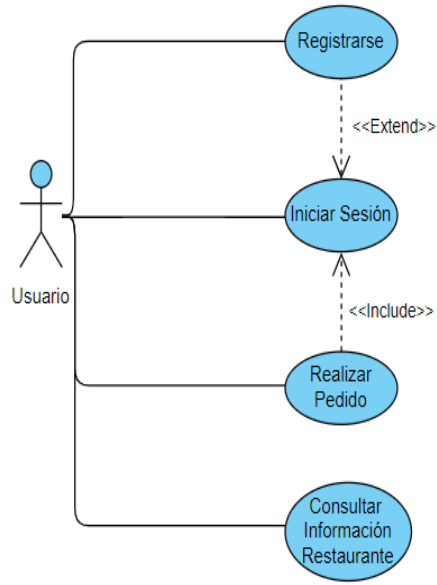 Registrarse
<<Extend>>
Iniciar Sesión
Usuario
<<Include>>
Realizar
Pedido
Consultar
Información
Restaurante